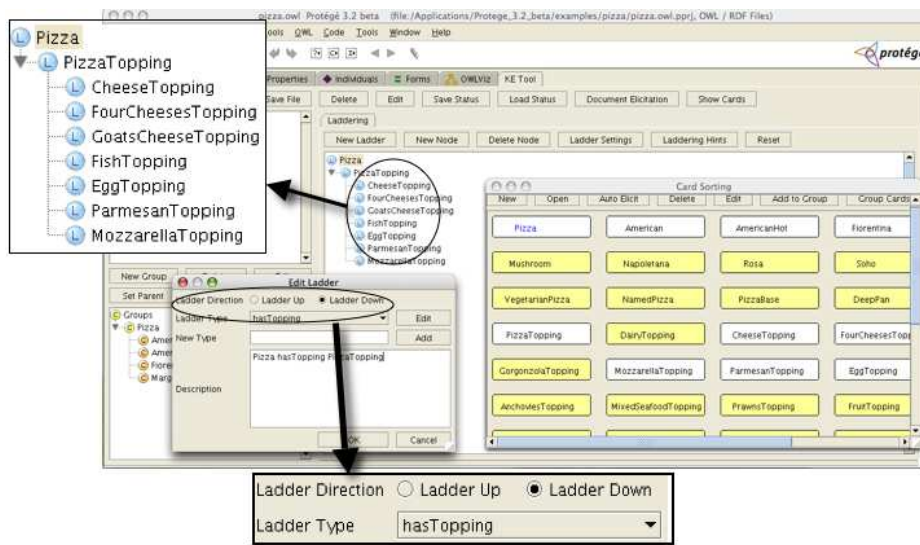 pizza.owl Protégé 3.2 beta (file:/Applications/Protege_3.2_beta/examples/pizza/pizza.owl.pprj, OWL / RDF Files)
OWL Code Tools Window Help
protégé
Pizza
PizzaTopping
CheeseTopping
FourCheesesTopping
GoatsCheeseTopping
FishTopping
EggTopping
ParmesanTopping
MozzarellaTopping
Properties Individuals Forms OWLViz KE Tool
Save File Delete Edit Save Status Load Status Document Elicitation Show Cards
Laddering
New Ladder New Node Delete Node Ladder Settings Laddering Hints Reset
Pizza
PizzaTopping
CheeseTopping
FourCheesesTopping
GoatsCheeseTopping
FishTopping
EggTopping
ParmesanTopping
MozzarellaTopping
Card Sorting
New Open Auto Elicit Delete Edit Add to Group Group Cards
Pizza American AmericanHot Fiorentina
Mushroom Napoletana Rosa Soho
VegetarianPizza NamedPizza PizzaBase DeepPan
PizzaTopping DairyTopping CheeseTopping FourCheesesTopp
GorgonzolaTopping MozzarellaTopping ParmesanTopping EggTopping
AnchoviesTopping MixedSeafoodTopping PrawnsTopping FruitTopping
New Group
Set Parent
Groups
Pizza
Amer
Amer
Fiore
Marg
Edit Ladder
Ladder Direction Ladder Up Ladder Down
Ladder Type hasTopping Edit
New Type Add
Pizza hasTopping PizzaTopping
Description
OK Cancel
Ladder Direction Ladder Up Ladder Down
Ladder Type hasTopping